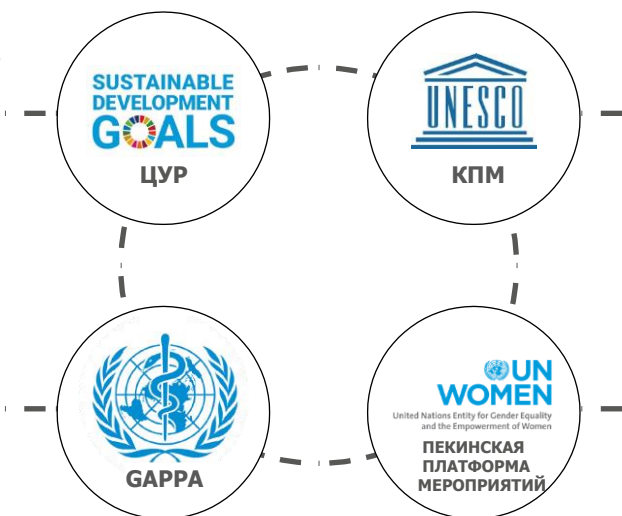 SUSTAINABLE
DEVELOPMENT
GOALS
ЦУР
UNESCO
КПМ
GAPPA
UN
WOMEN
United Nations Entity for Gender Equality
and the Empowerment of Women
ПЕКИНСКАЯ
ПЛАТФОРМА
МЕРОПРИЯТИЙ